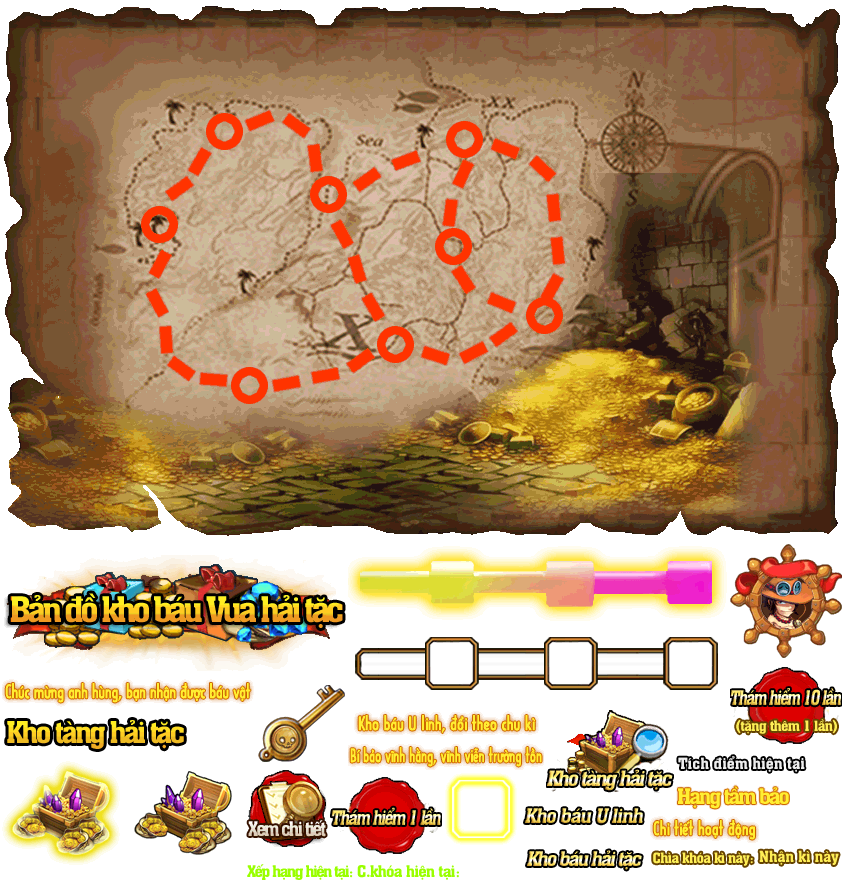 N
XX
Sea
S
X
290
Bản đồ kho báu Vua hải tặc
Chúc mừng anh hùng, bạn nhận được báu vật
Kho tàng hải tặc
Kho báu U linh, đổi theo chu kì
Bí bảo vĩnh hằng, vĩnh viễn trường tồn
Thám hiểm 10 lần
(tặng thêm 1 lần)
Kho tàng hải tặc
Tích điểm hiện tại
Hạng tầm bảo
Xem chi tiết
Thám hiểm 1 lần
Kho báu U linh
Chi tiết hoạt động
Kho báu hải tặc
Chìa khóa kì này:
Nhận kì này
Xếp hạng hiện tại:
C.khóa hiện tại: